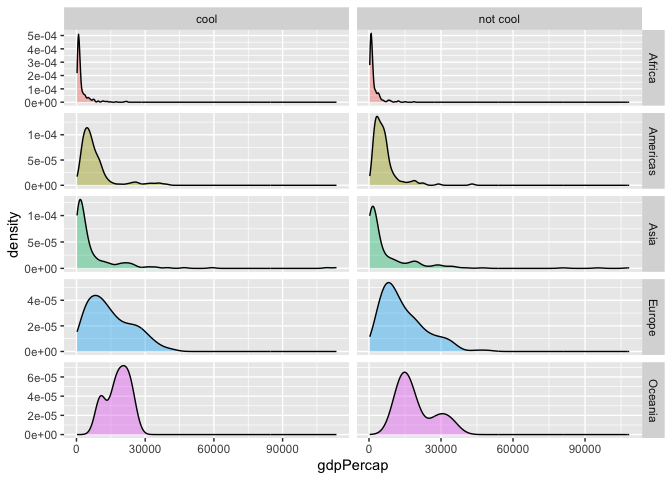 cool not cool
5e-04
4e-04
3e-04
2e-04
1e-04
0e+00
Africa
1e-04
5e-05
0e+00
Americas
1e-04
5e-05
0e+00
Asia
4e-05
2e-05
0e+00
Europe
6e-05
4e-05
2e-05
0e+00
Oceania
density
0 30000 60000 90000 0 30000 60000 90000
gdpPercap